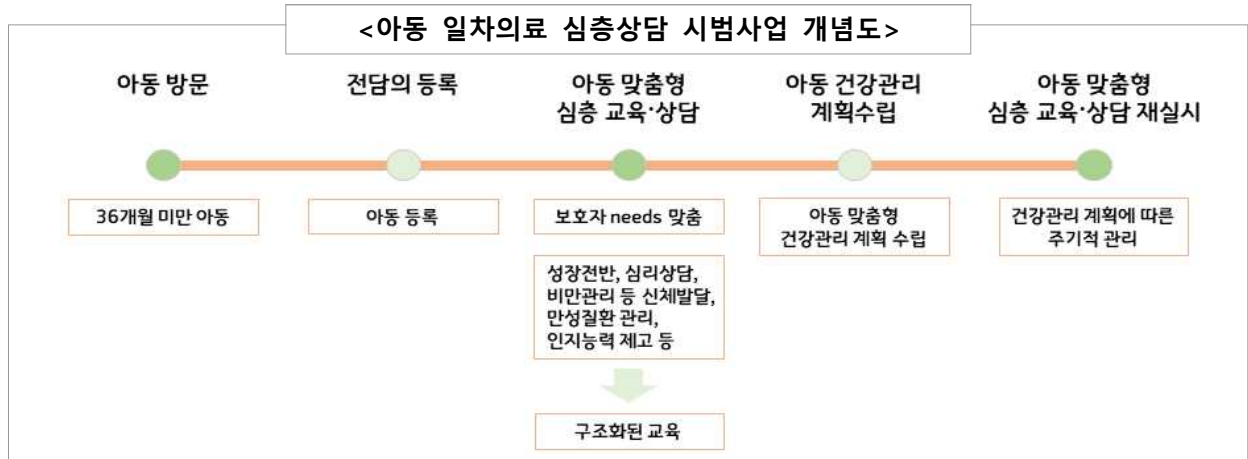 <아동 일차의료 심층상담 시범사업 개념도>
아동 방문
전담의 등록
아동 맞춤형
심층 교육·상담
아동 건강관리
계획수립
아동 맞춤형
심층 교육·상담 재실시
36개월 미만 아동
아동 등록
보호자 needs 맞춤
아동 맞춤형
건강관리 계획 수립
건강관리 계획에 따른
주기적 관리
성장전반, 심리상담,
비만관리 등 신체발달,
만성질환 관리,
인지능력 제고 등
구조화된 교육